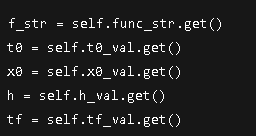 f_str = self.func_str.get()
t0 = self.t0_val.get()
x0 = self.x0_val.get()
h = self.h_val.get()
tf = self.tf_val.get()